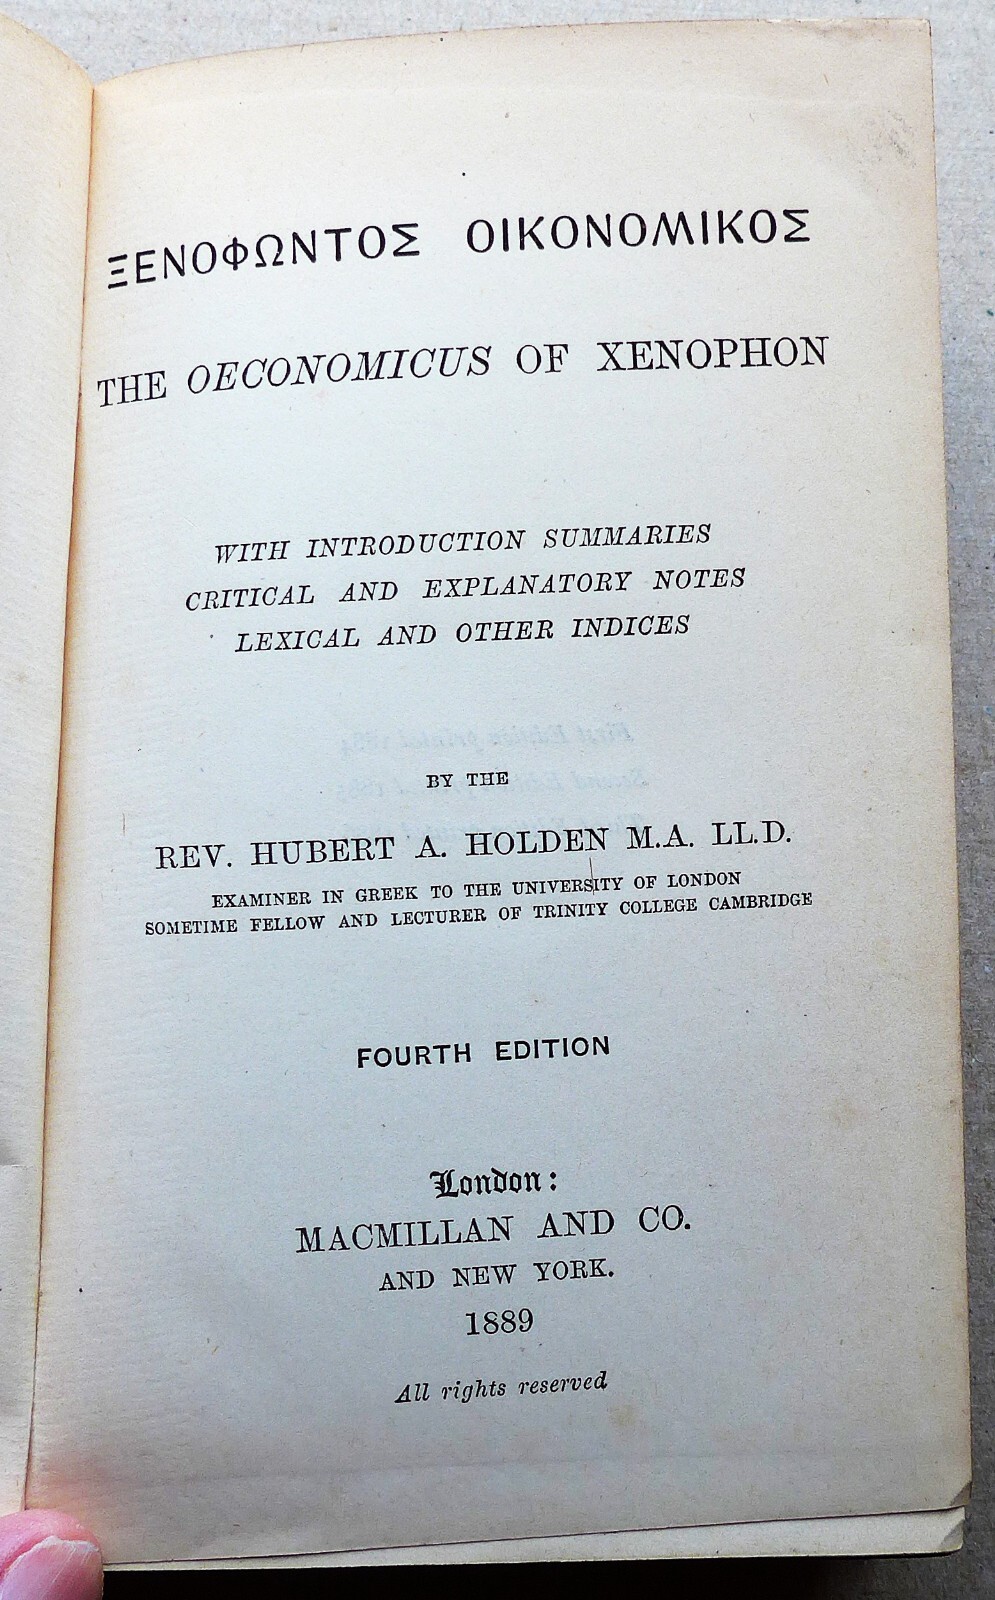 ΞΕΝΟΦΩΝΤΟΣ ΟΙΚΟΝΟΜΙΚΟΣ
THE OECONOMICUS OF XENOPHON
WITH INTRODUCTION SUMMARIES
CRITICAL AND EXPLANATORY NOTES
LEXICAL AND OTHER INDICES
BY THE
REV. HUBERT A. HOLDEN M.A. LL.D.
EXAMINER IN GREEK TO THE UNIVERSITY OF LONDON
SOMETIME FELLOW AND LECTURER OF TRINITY COLLEGE CAMBRIDGE
FOURTH EDITION
London:
MACMILLAN AND CO.
AND NEW YORK.
1889
All rights reserved